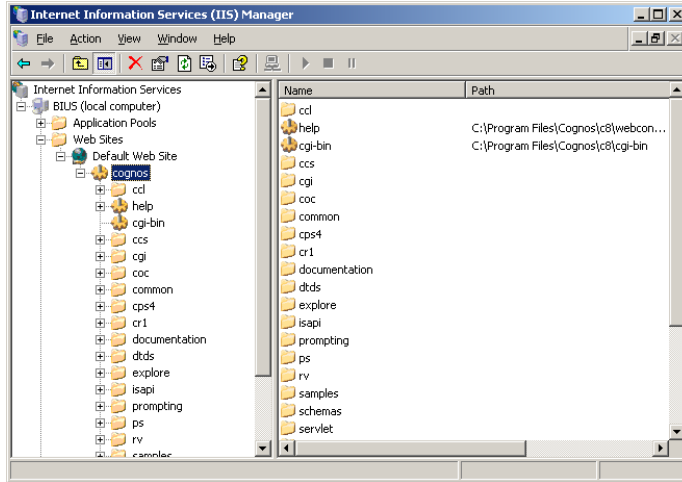 Internet Information Services (IIS) Manager
File Action View Window Help
Internet Information Services
BIUS (local computer)
Application Pools
Web Sites
Default Web Site
cognos
ccl
help
cgi-bin
ccs
cgi
coc
common
cps4
cr1
documentation
dtds
explore
isapi
prompting
ps
rv
samples
Name Path
ccl
help C:\Program Files\Cognos\c8\webcon...
cgi-bin C:\Program Files\Cognos\c8\cgi-bin
ccs
cgi
coc
common
cps4
cr1
documentation
dtds
explore
isapi
prompting
ps
rv
samples
schemas
servlet